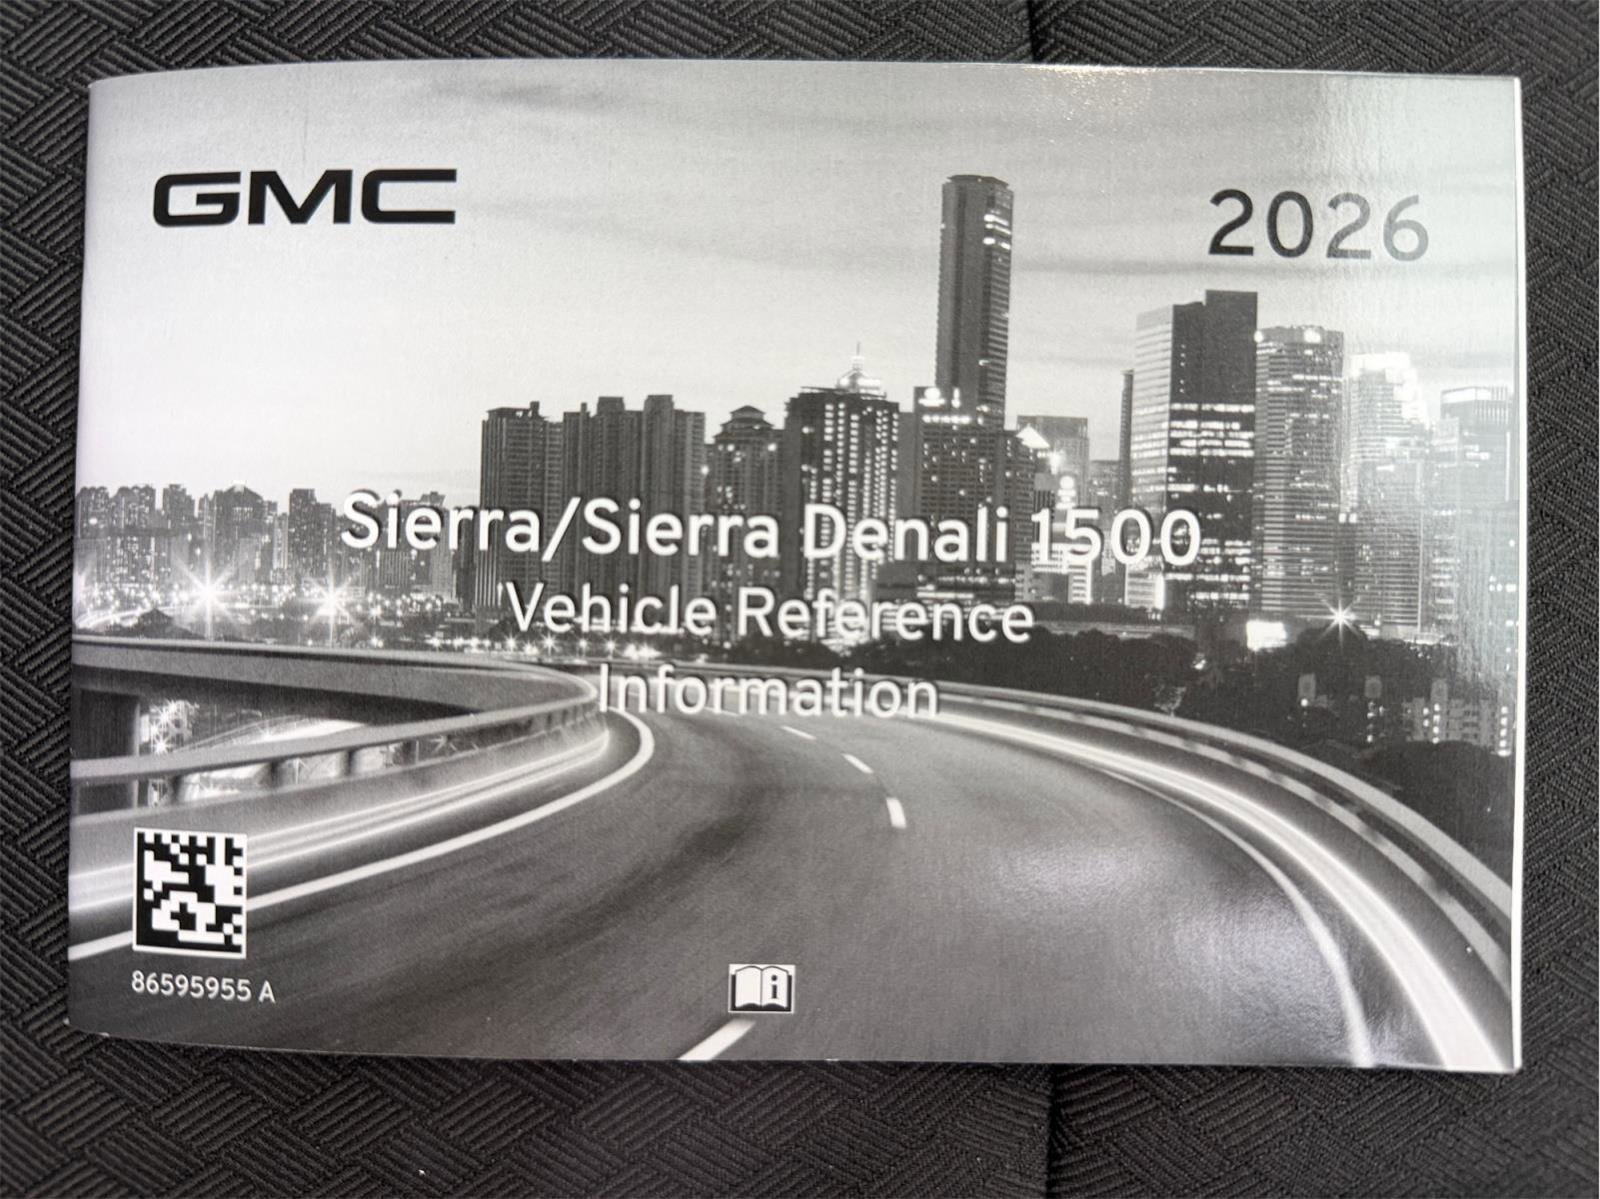 GMC
2026
Sierra/Sierra Denali 1500
Vehicle Reference
Information
86595955 A
i